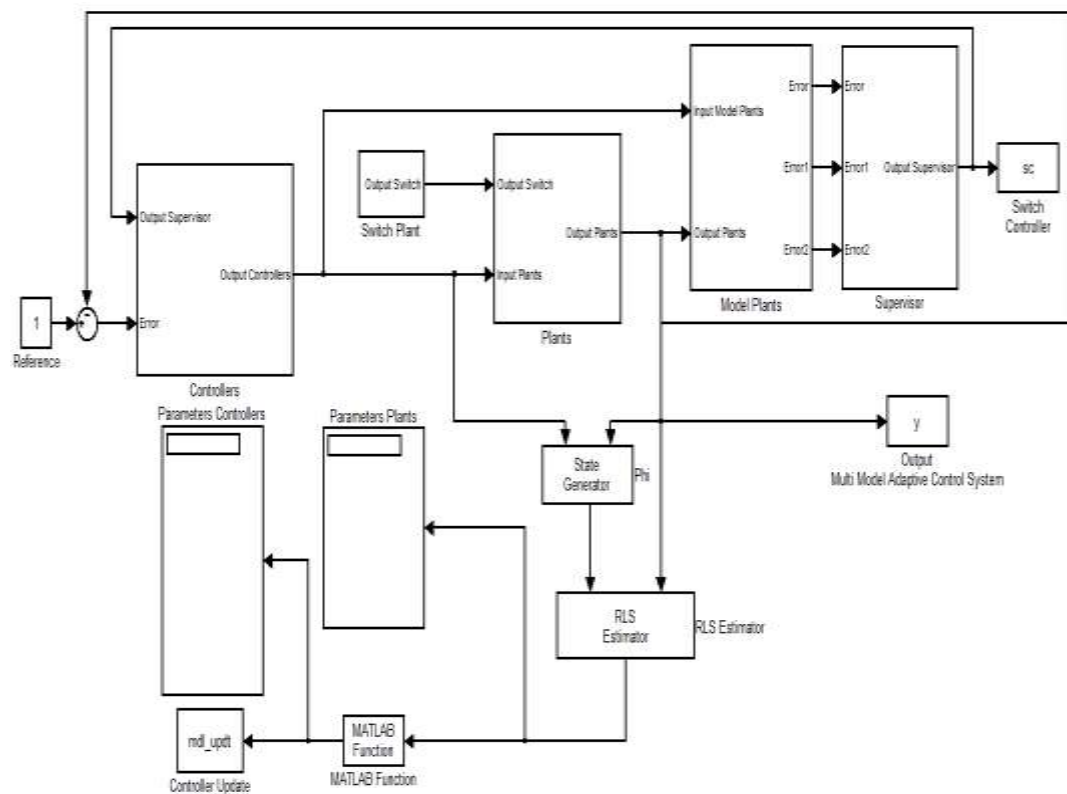 Error
Error
Input Model Plants
Error1
Error1
Output Supervisor
sc
Switch
Controller
Output Switch
Output Switch
Switch Plant
Output Supervisor
Output Plants
Output Plants
Error2
Error2
Output Controllers
Input Plants
Model Plants
Supervisor
1
Error
Reference
Plants
Controllers
Parameters Controllers
Parameters Plants
y
Output
Multi Model Adaptive Control System
State
Generator
Phi
RLS
Estimator
RLS Estimator
mdl_updt
MATLAB
Function
Controller Update
MATLAB Function